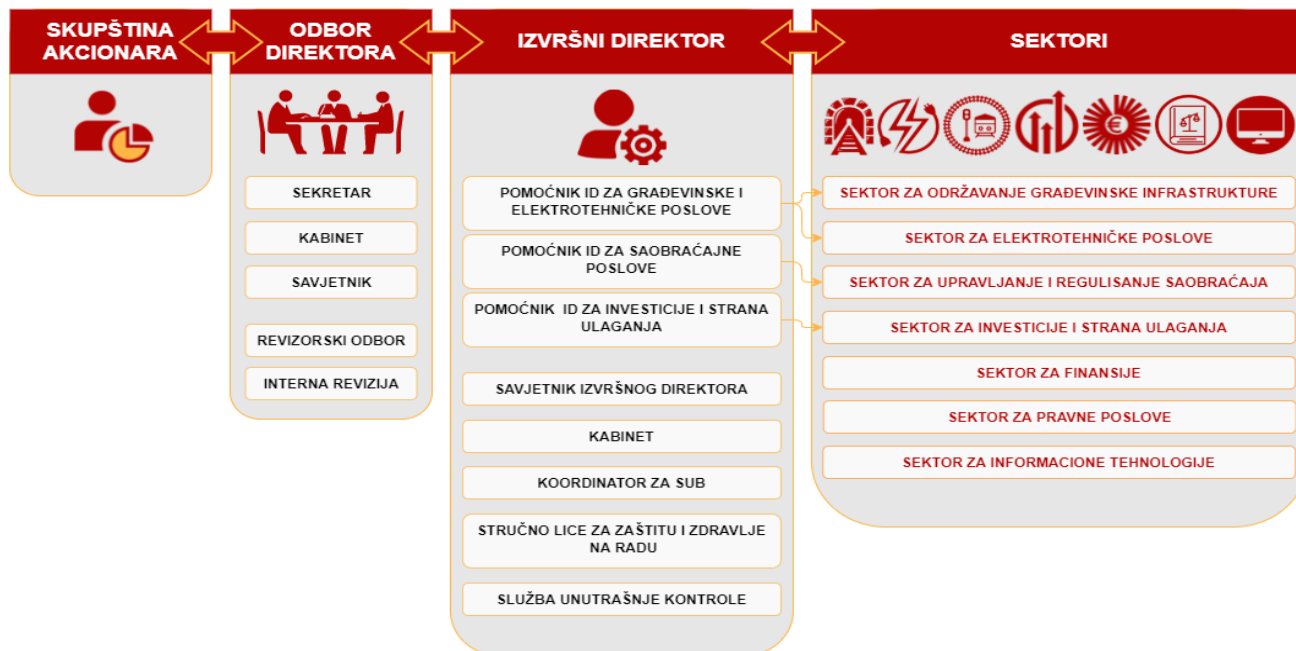 SKUPŠTINA
AKCIONARA
ODBOR
DIREKTORA
SEKRETAR
KABINET
SAVJETNIK
REVIZORSKI ODBOR
INTERNA REVIZIJA
IZVRŠNI DIREKTOR
POMOĆNIK ID ZA GRAĐEVINSKE I
ELEKTROTEHNIČKE POSLOVE
POMOĆNIK ID ZA SAOBRAĆAJNE
POSLOVE
POMOĆNIK ID ZA INVESTICIJE I STRANA
ULAGANJA
SAVJETNIK IZVRŠNOG DIREKTORA
KABINET
KOORDINATOR ZA SUB
STRUČNO LICE ZA ZAŠTITU I ZDRAVLJE
NA RADU
SLUŽBA UNUTRAŠNJE KONTROLE
SEKTORI
SEKTOR ZA ODRŽAVANJE GRAĐEVINSKE INFRASTRUKTURE
SEKTOR ZA ELEKTROTEHNIČKE POSLOVE
SEKTOR ZA UPRAVLJANJE I REGULISANJE SAOBRAĆAJA
SEKTOR ZA INVESTICIJE I STRANA ULAGANJA
SEKTOR ZA FINANSIJE
SEKTOR ZA PRAVNE POSLOVE
SEKTOR ZA INFORMACIONE TEHNOLOGIJE